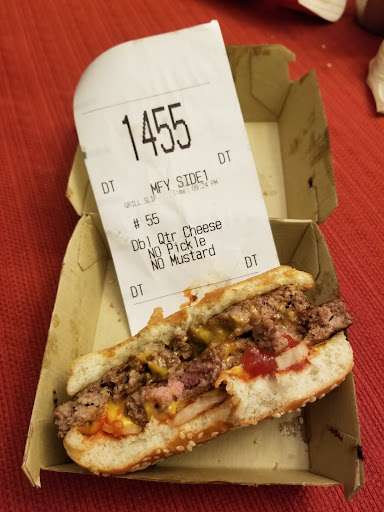 1455
DT DT
MFY SIDE1
GRILL SLIP
# 55
Dbl Qtr Cheese
NO Pickle
NO Mustard
DT DT